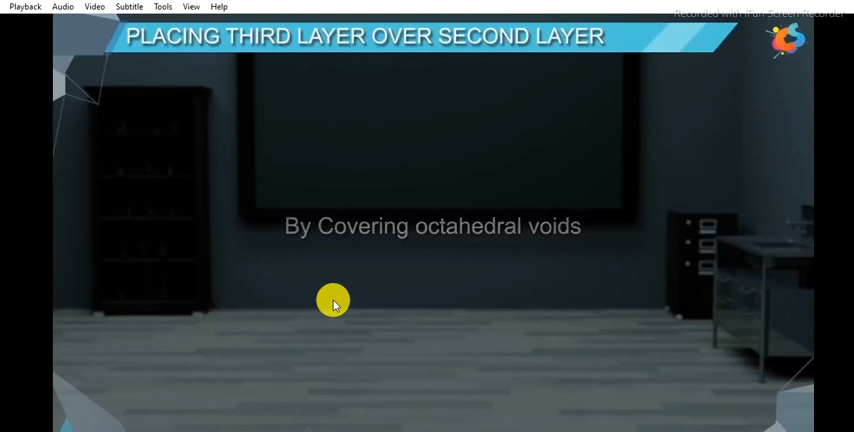 Playback Audio Video Subtitle Tools View Help
Recorded with iFun Screen Recorder
PLACING THIRD LAYER OVER SECOND LAYER
By Covering octahedral voids